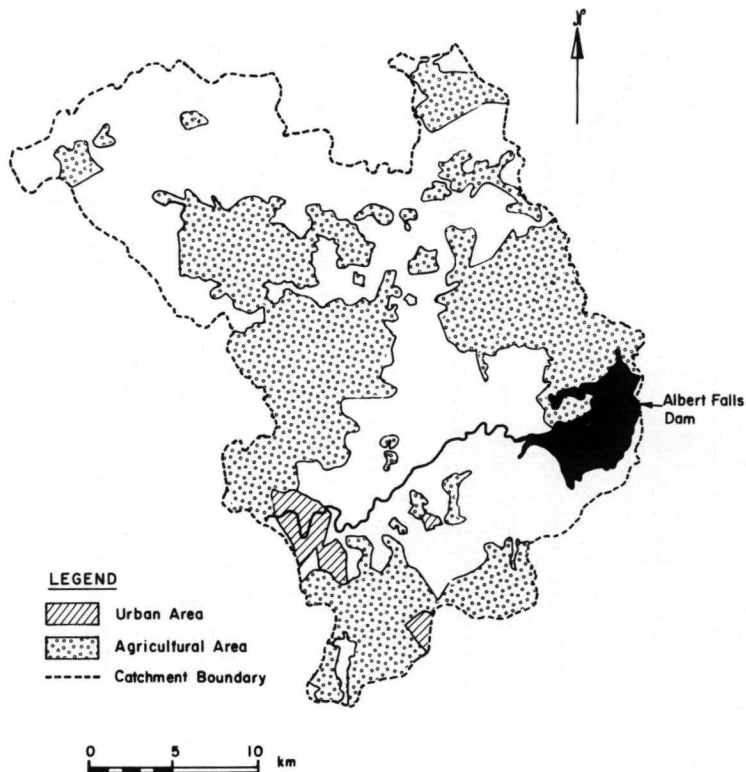 N
Albert Falls
Dam
LEGEND
Urban Area
Agricultural Area
Catchment Boundary
0 5 10
km